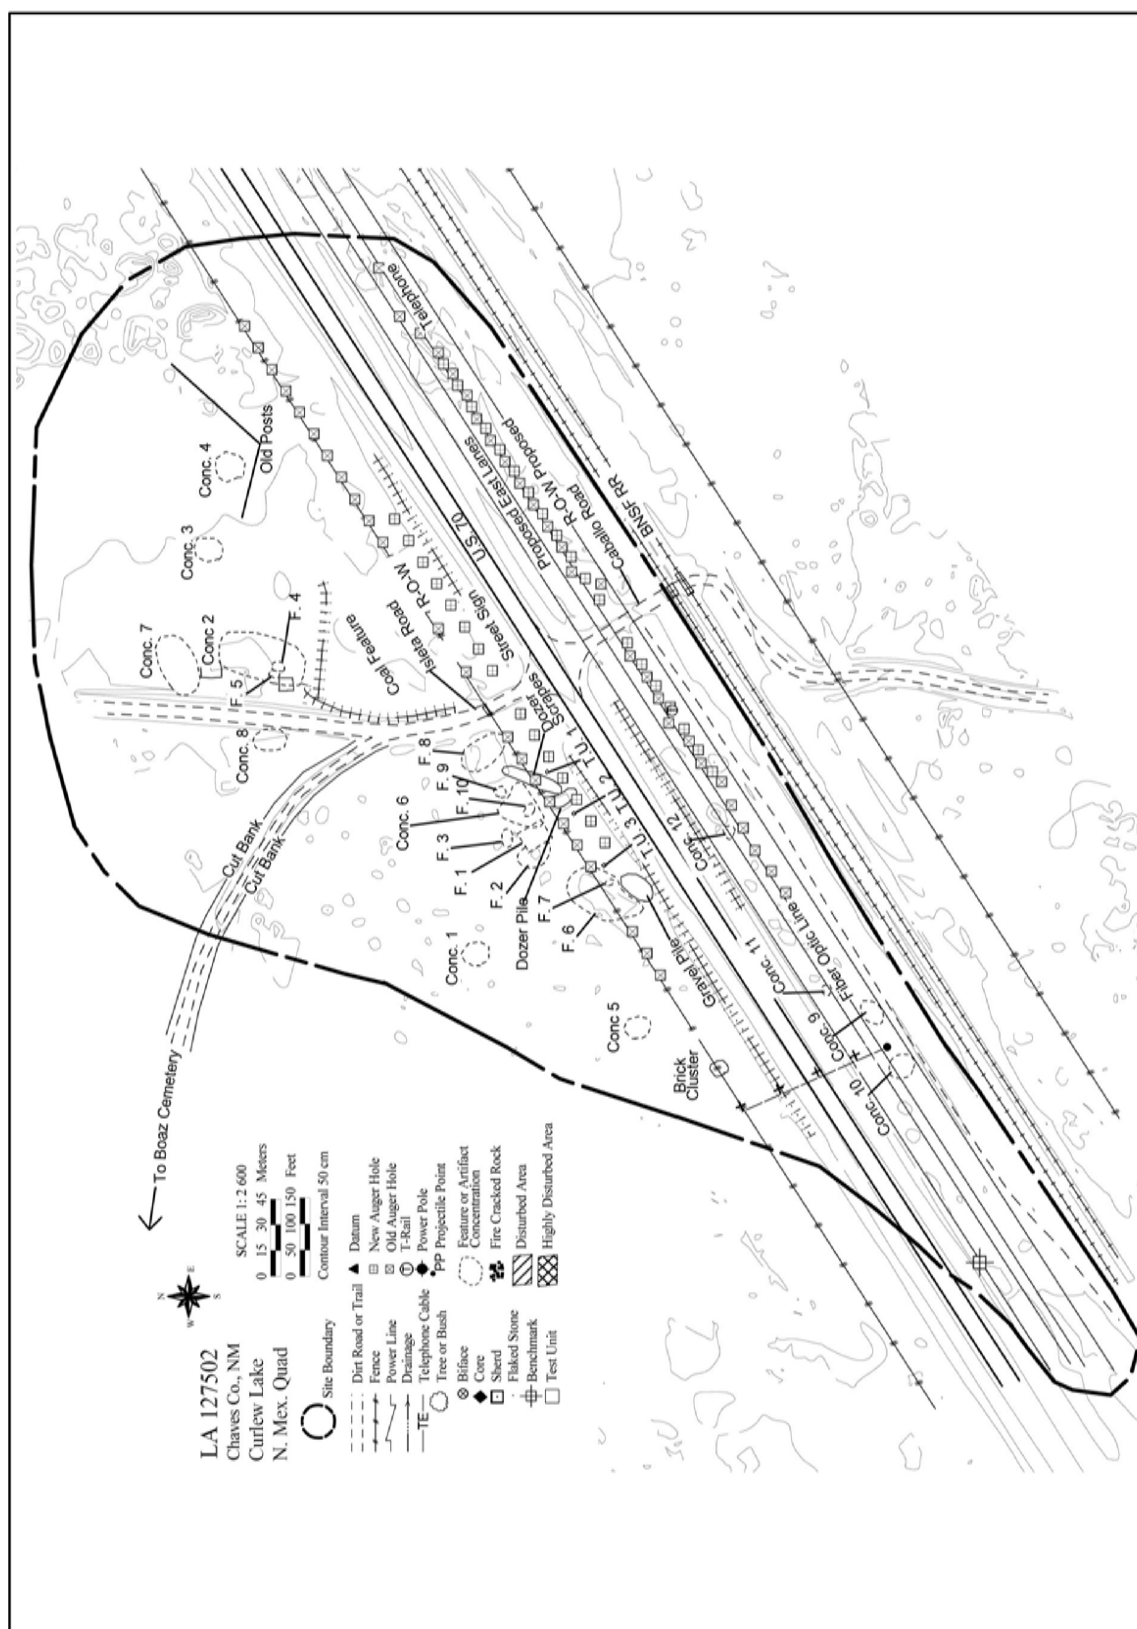 LA 127502
Chaves Co., NM
Curlew Lake
N. Mex. Quad
N
E
S
W
SCALE 1: 2 600
0 15 30 45 Meters
0 50 100 150 Feet
Contour Interval 50 cm
Site Boundary
Dirt Road or Trail
Fence
Power Line
Drainage
TE
Telephone Cable
Tree or Bush
Biface
Core
Sherd
Flaked Stone
Benchmark
Test Unit
Datum
New Auger Hole
Old Auger Hole
T
T-Rail
Power Pole
PP Projectile Point
Feature or Artifact
Concentration
Fire Cracked Rock
Disturbed Area
Highly Disturbed Area
To Boaz Cemetery
Cut Bank
Cut Bank
Conc. 8
Conc. 7
Conc 2
F. 5
F. 4
Conc. 3
Conc. 4
Old Posts
Coal Feature
Isleta Road
R-O-W
Street Sign
U.S. 70
Proposed East Lanes
Telephone
R-O-W Proposed
Caballo Road
BNSF RR
Conc. 1
Conc 5
Conc. 6
F. 8
F. 9
F. 10
F. 3
F. 1
F. 2
Dozer Pile
F. 7
F. 6
Dozer
Scrapes
T.U. 1
T.U. 2
T.U. 3
Gravel Pile
Brick
Cluster
Conc. 12
Conc. 11
Fiber Optic Line
Conc. 9
Conc. 10